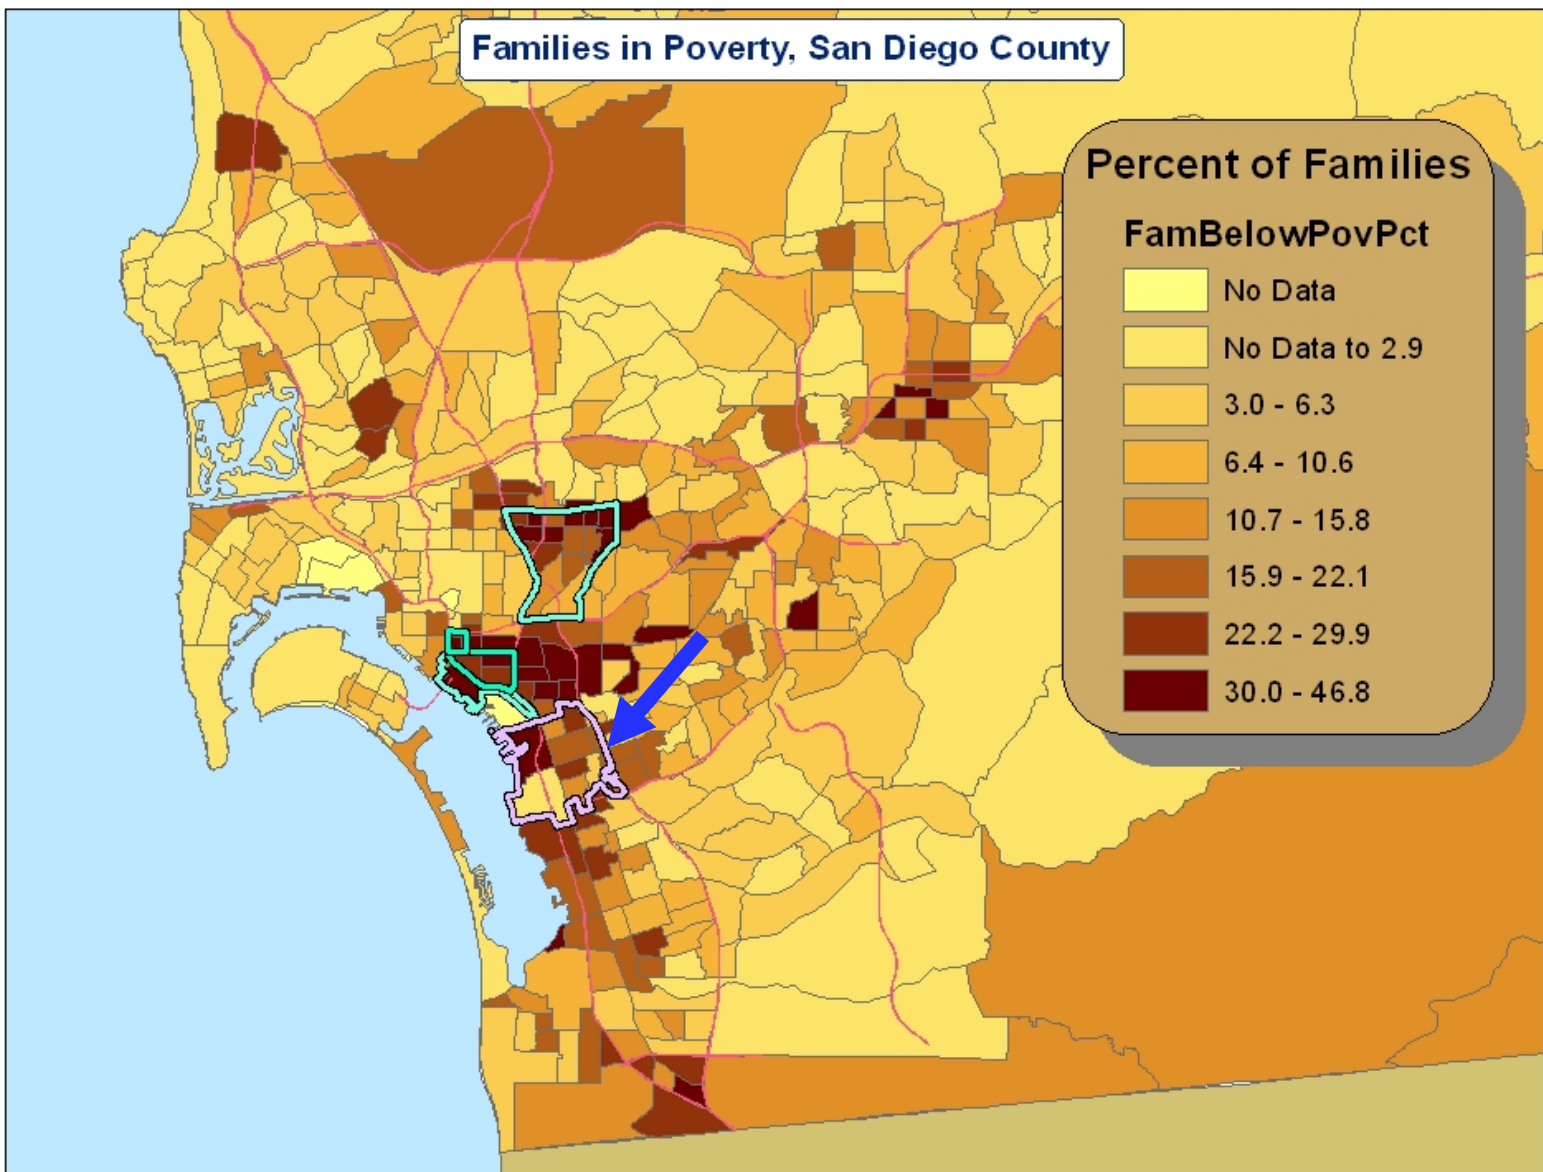 Families in Poverty, San Diego County
Percent of Families
FamBelowPovPct
No Data
No Data to 2.9
3.0 - 6.3
6.4 - 10.6
10.7 - 15.8
15.9 - 22.1
22.2 - 29.9
30.0 - 46.8